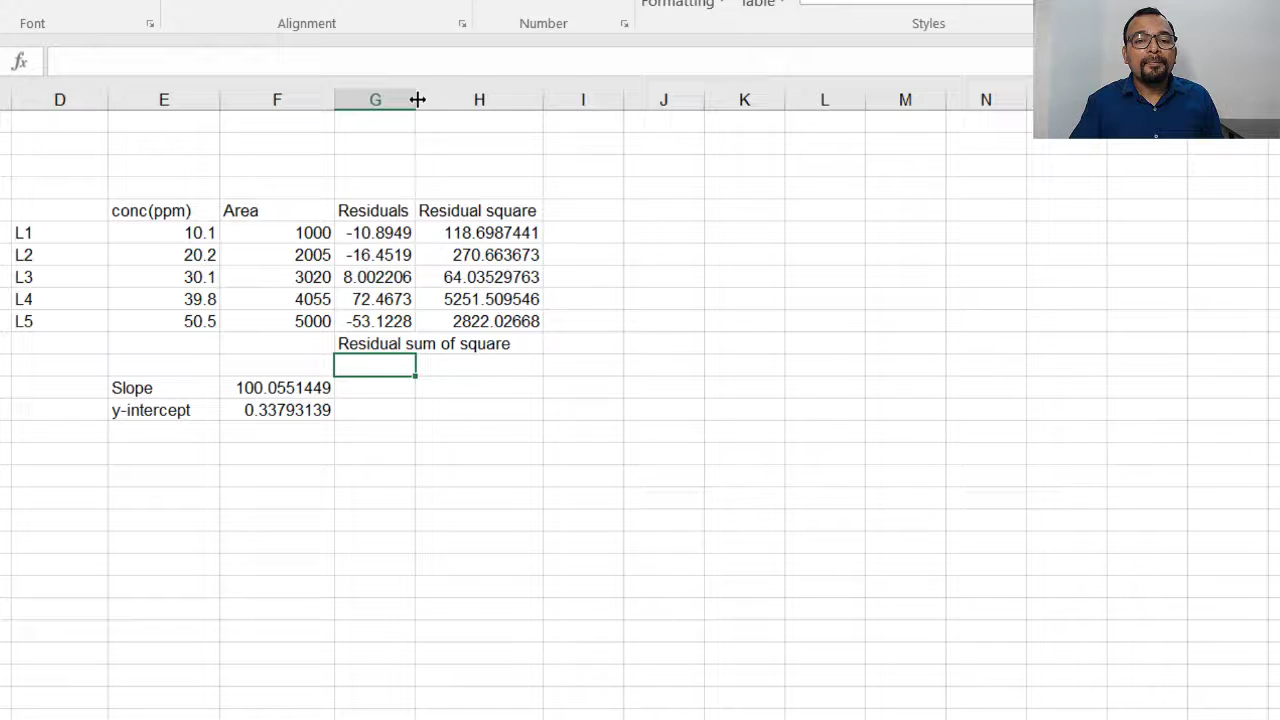 Formatting Table
Font Alignment Number Styles
fx
D E F G H I J K L M N
conc(ppm) Area Residuals Residual square
L1 10.1 1000 -10.8949 118.6987441
L2 20.2 2005 -16.4519 270.663673
L3 30.1 3020 8.002206 64.03529763
L4 39.8 4055 72.4673 5251.509546
L5 50.5 5000 -53.1228 2822.02668
Residual sum of square
Slope 100.0551449
y-intercept 0.33793139